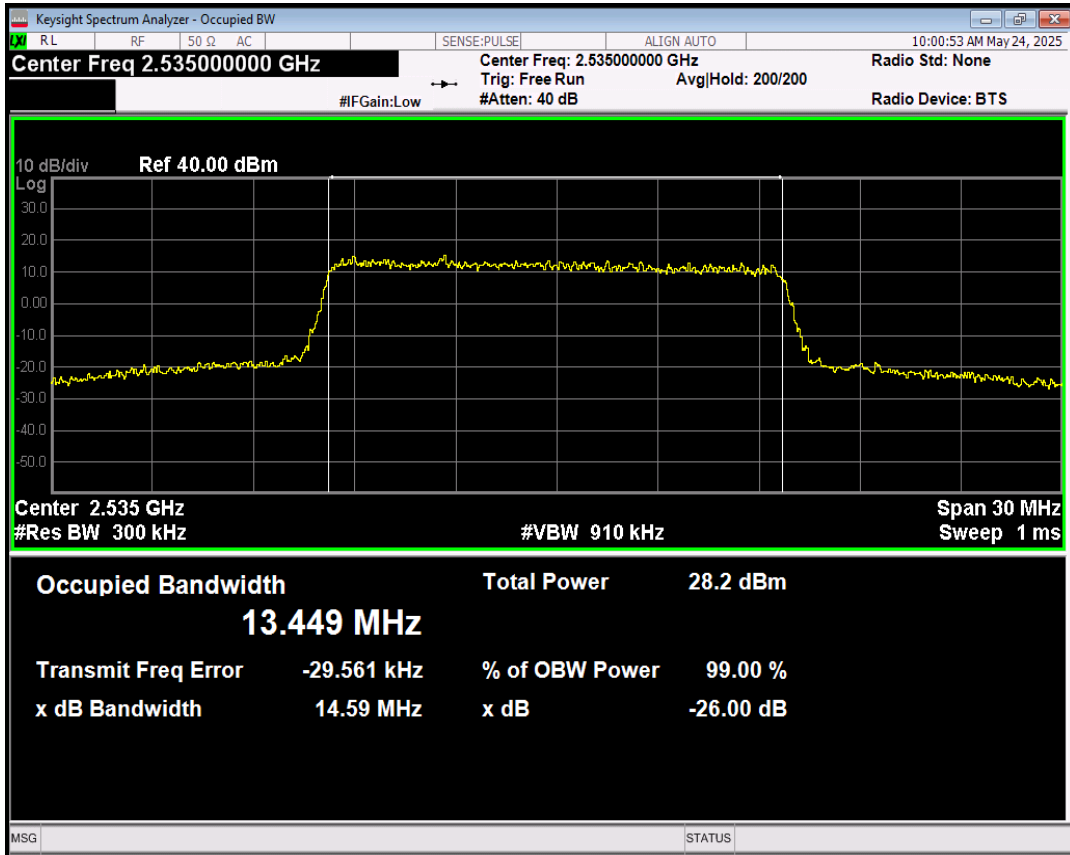 Keysight Spectrum Analyzer - Occupied BW
LXI RL RF 50 Ω AC SENSE:PULSE ALIGN AUTO 10:00:53 AM May 24, 2025
Center Freq 2.535000000 GHz Center Freq: 2.535000000 GHz Radio Std: None
Trig: Free Run Avg|Hold: 200/200
#IFGain:Low #Atten: 40 dB Radio Device: BTS
10 dB/div Ref 40.00 dBm
Log
30.0
20.0
10.0
0.00
-10.0
-20.0
-30.0
-40.0
-50.0
Center 2.535 GHz Span 30 MHz
#Res BW 300 kHz #VBW 910 kHz Sweep 1 ms
Occupied Bandwidth Total Power 28.2 dBm
13.449 MHz
Transmit Freq Error -29.561 kHz % of OBW Power 99.00 %
x dB Bandwidth 14.59 MHz x dB -26.00 dB
MSG STATUS